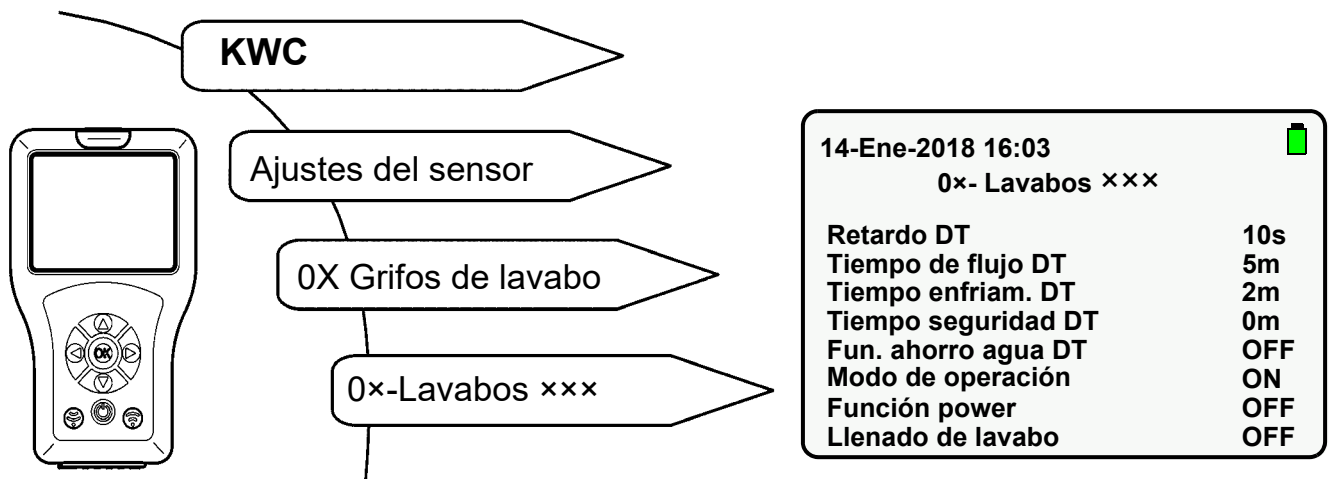 KWC
Ajustes del sensor
0X Grifos de lavabo
0×-Lavabos ×××
OK
14-Ene-2018 16:03
0×- Lavabos ×××
Retardo DT 10s
Tiempo de flujo DT 5m
Tiempo enfriam. DT 2m
Tiempo seguridad DT 0m
Fun. ahorro agua DT OFF
Modo de operación ON
Función power OFF
Llenado de lavabo OFF